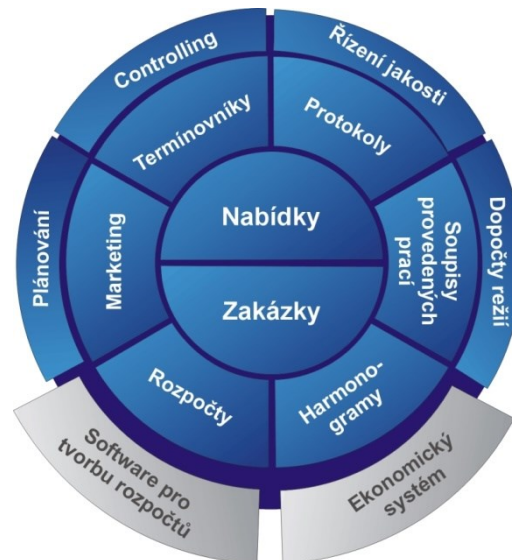 Controlling
Řízení jakosti
Termínovníky
Protokoly
Plánování
Marketing
Nabídky
Zakázky
Soupisy
provedených
prací
Dopočty režií
Rozpočty
Harmono-
gramy
Software pro
tvorbu rozpočtů
Ekonomický
systém